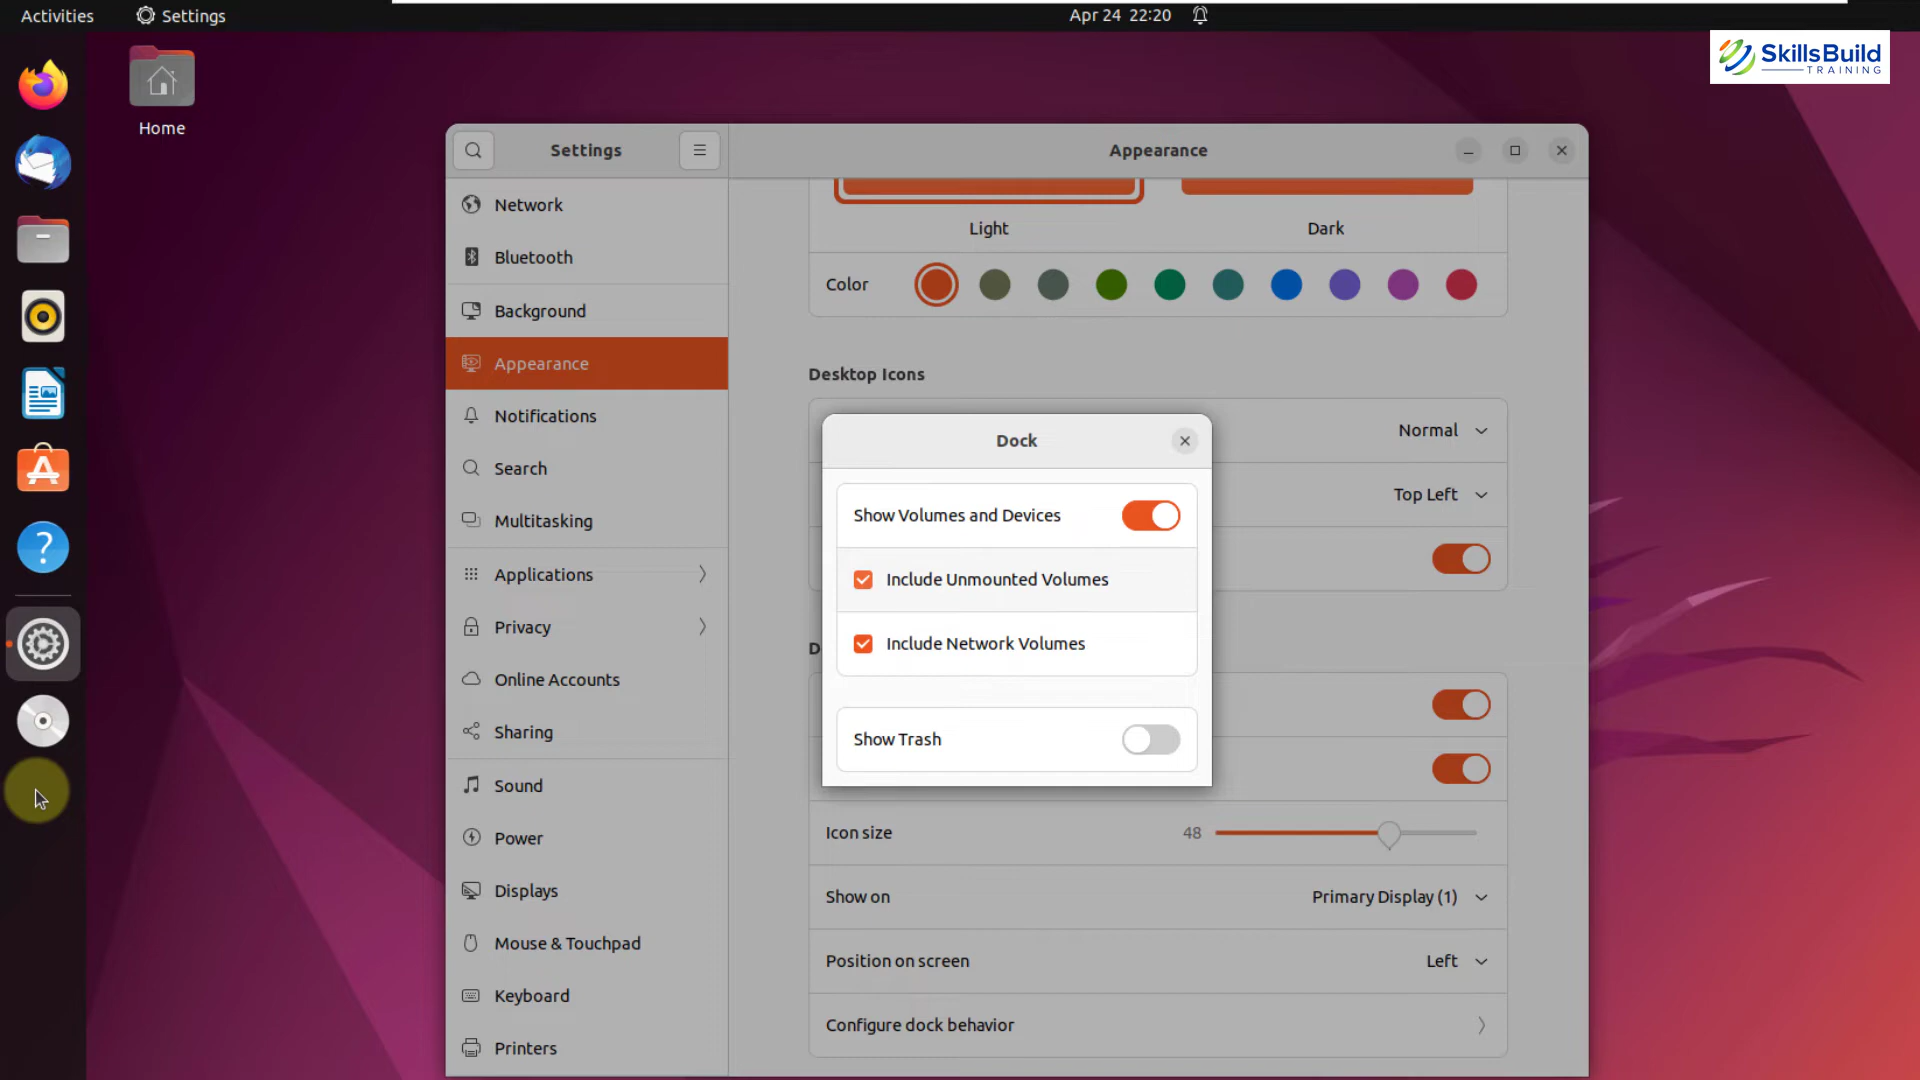 Activities
Settings
Apr 24 22:20
SkillsBuild
TRAINING
Home
Settings
Appearance
Network
Bluetooth
Background
Appearance
Notifications
Search
Multitasking
Applications
Privacy
Online Accounts
Sharing
Sound
Power
Displays
Mouse & Touchpad
Keyboard
Printers
Light
Dark
Color
Desktop Icons
Normal
Top Left
Dock
Show Volumes and Devices
Include Unmounted Volumes
Include Network Volumes
Show Trash
Icon size
48
Show on
Primary Display (1)
Position on screen
Left
Configure dock behavior